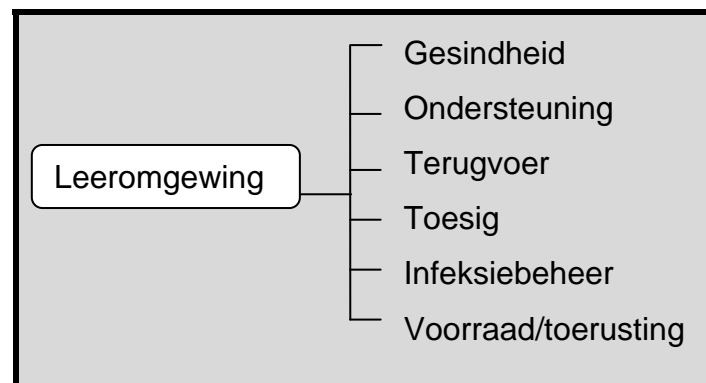 Leeromgewing
Gesindheid
Ondersteuning
Terugvoer
Toesig
Infeksiebeheer
Voorraad/toerusting